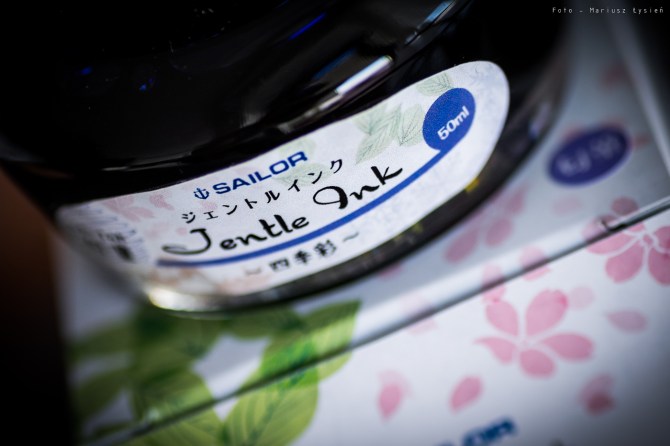 Foto - Mariusz Łysień
50ml
SAILOR
ジェントルインク
Jentle Ink
～四季彩～